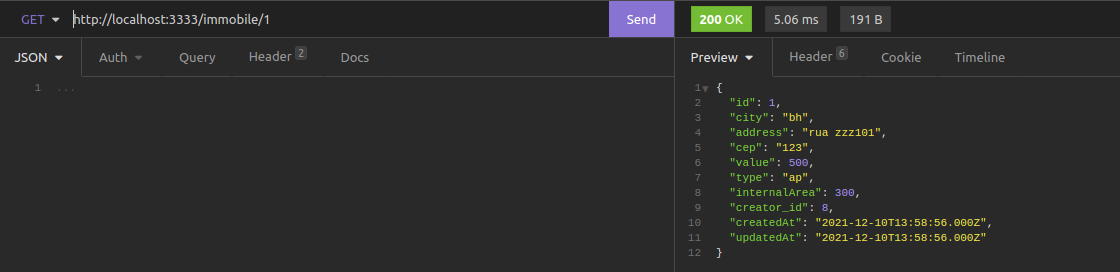 GET http://localhost:3333/immobile/1 Send 200 OK 5.06 ms 191 B
JSON Auth Query Header 2 Docs Preview Header 6 Cookie Timeline
1 ...
1 {
2 "id": 1,
3 "city": "bh",
4 "address": "rua zzz101",
5 "cep": "123",
6 "value": 500,
7 "type": "ap",
8 "internalArea": 300,
9 "creator_id": 8,
10 "createdAt": "2021-12-10T13:58:56.000Z",
11 "updatedAt": "2021-12-10T13:58:56.000Z"
12 }